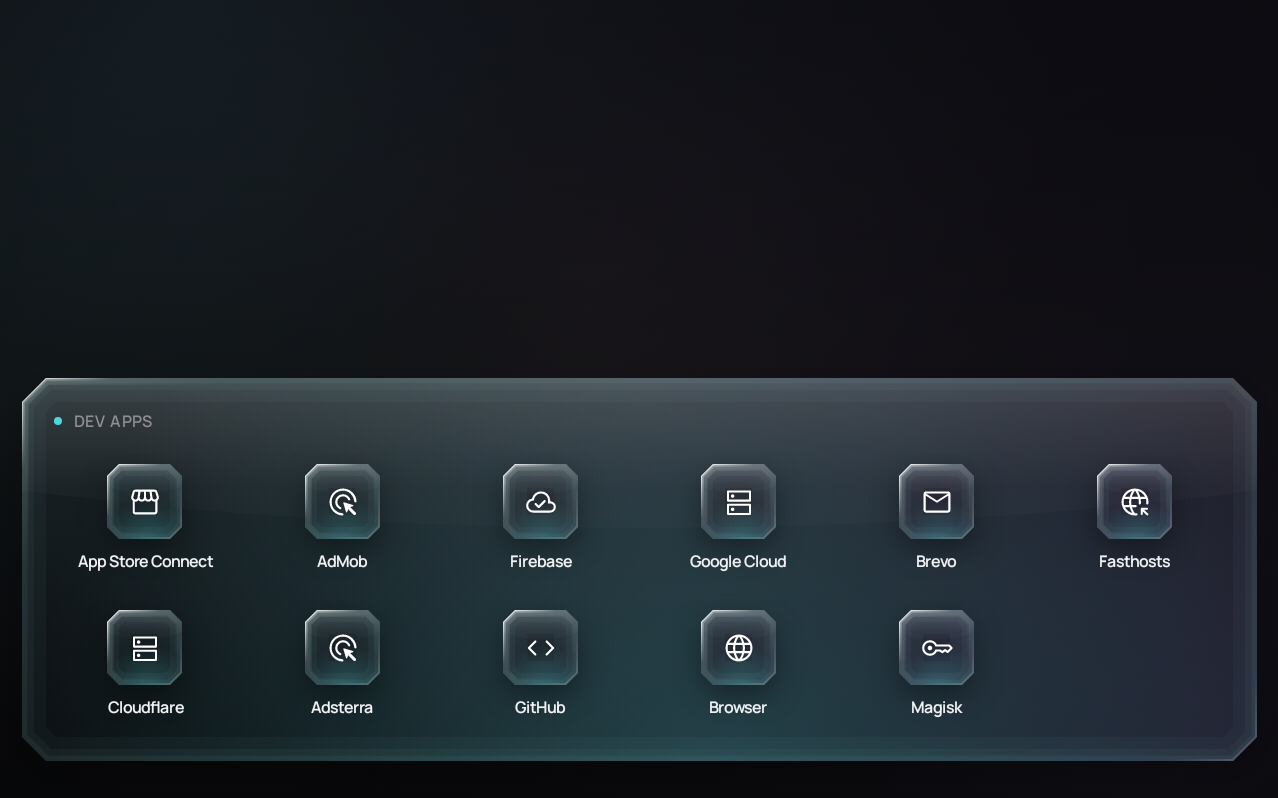 DEV APPS
App Store Connect
AdMob
Firebase
Google Cloud
Brevo
Fasthosts
Cloudflare
Adsterra
GitHub
Browser
Magisk